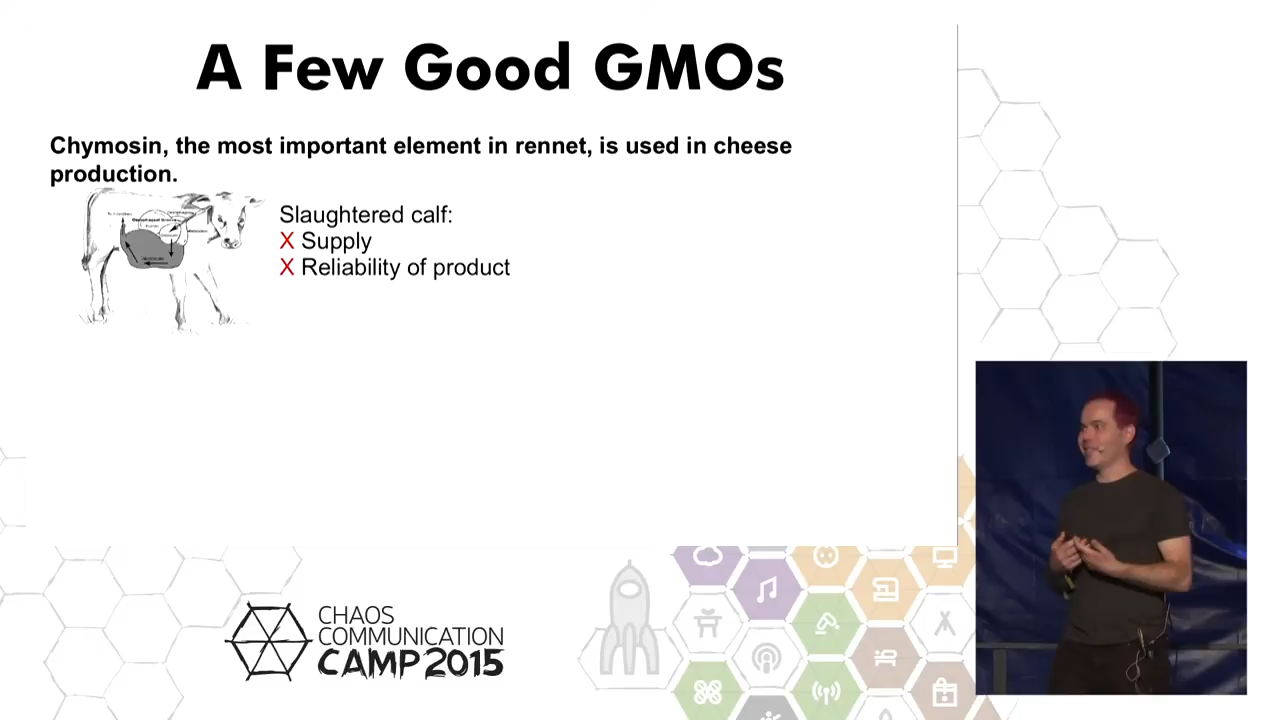 A Few Good GMOs
Chymosin, the most important element in rennet, is used in cheese
production.
Slaughtered calf:
X Supply
X Reliability of product
CHAOS
COMMUNICATION
CAMP 2015